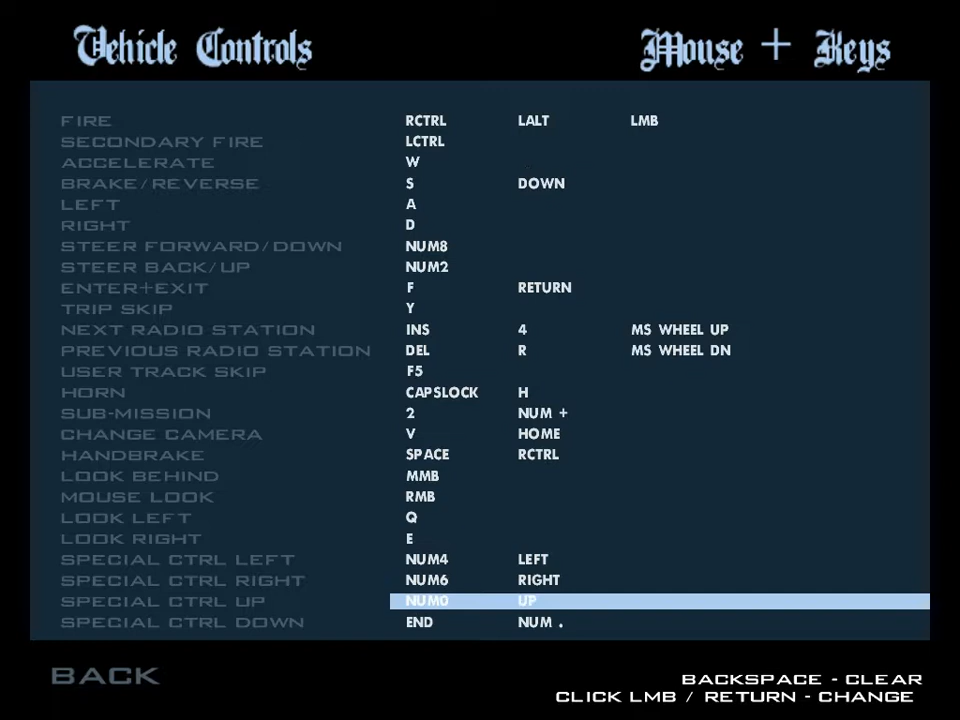 Vehicle Controls Mouse + Keys
FIRE RCTRL LALT LMB
SECONDARY FIRE LCTRL
ACCELERATE W
BRAKE/REVERSE S DOWN
LEFT A
RIGHT D
STEER FORWARD/DOWN NUM8
STEER BACK/UP NUM2
ENTER+EXIT F RETURN
TRIP SKIP Y
NEXT RADIO STATION INS 4 MS WHEEL UP
PREVIOUS RADIO STATION DEL R MS WHEEL DN
USER TRACK SKIP F5
HORN CAPSLOCK H
SUB-MISSION 2 NUM +
CHANGE CAMERA V HOME
HANDBRAKE SPACE RCTRL
LOOK BEHIND MMB
MOUSE LOOK RMB
LOOK LEFT Q
LOOK RIGHT E
SPECIAL CTRL LEFT NUM4 LEFT
SPECIAL CTRL RIGHT NUM6 RIGHT
SPECIAL CTRL UP NUM0 UP
SPECIAL CTRL DOWN END NUM .
BACK
BACKSPACE - CLEAR
CLICK LMB / RETURN - CHANGE